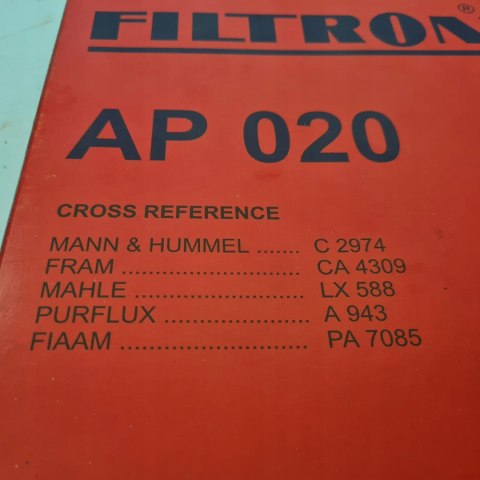 FILTRON ®
AP 020
CROSS REFERENCE
MANN & HUMMEL ....... C 2974
FRAM ............................ CA 4309
MAHLE .......................... LX 588
PURFLUX ....................... A 943
FIAAM ............................. PA 7085